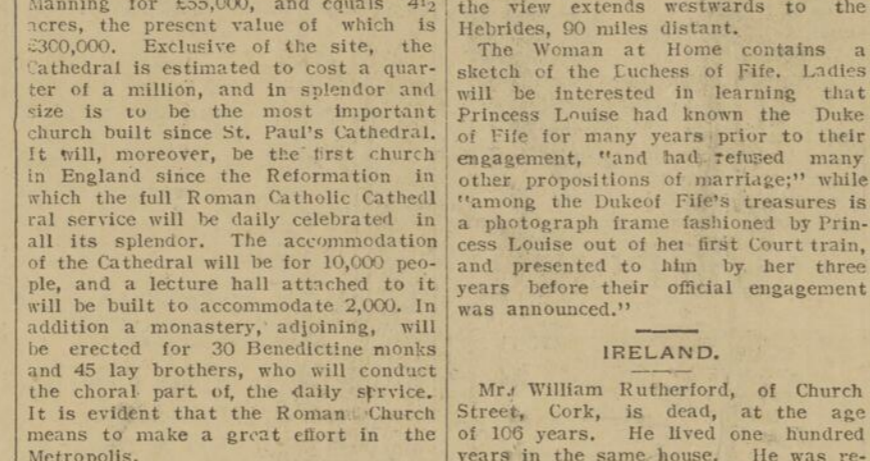 Manning for £55,000, and equals 4½
acres, the present value of which is
£300,000. Exclusive of the site, the
Cathedral is estimated to cost a quar-
ter of a million, and in splendor and
size is to be the most important
church built since St. Paul's Cathedral.
It will, moreover, be the first church
in England since the Reformation in
which the full Roman Catholic Cathedl
ral service will be daily celebrated in
all its splendor. The accommodation
of the Cathedral will be for 10,000 peo-
ple, and a lecture hall attached to it
will be built to accommodate 2,000. In
addition a monastery, adjoining, will
be erected for 30 Benedictine monks
and 45 lay brothers, who will conduct
the choral part of, the daily service.
It is evident that the Roman Church
means to make a great effort in the
Metropolis.
the view extends westwards to the
Hebrides, 90 miles distant.
The Woman at Home contains a
sketch of the Duchess of Fife. Ladies
will be interested in learning that
Princess Louise had known the Duke
of Fife for many years prior to their
engagement, "and had refused many
other propositions of marriage;" while
"among the Dukeof Fife's treasures is
a photograph frame fashioned by Prin-
cess Louise out of her first Court train,
and presented to him by her three
years before their official engagement
was announced."
IRELAND.
Mr. William Rutherford, of Church
Street, Cork, is dead, at the age
of 106 years. He lived one hundred
years in the same house. He was re-